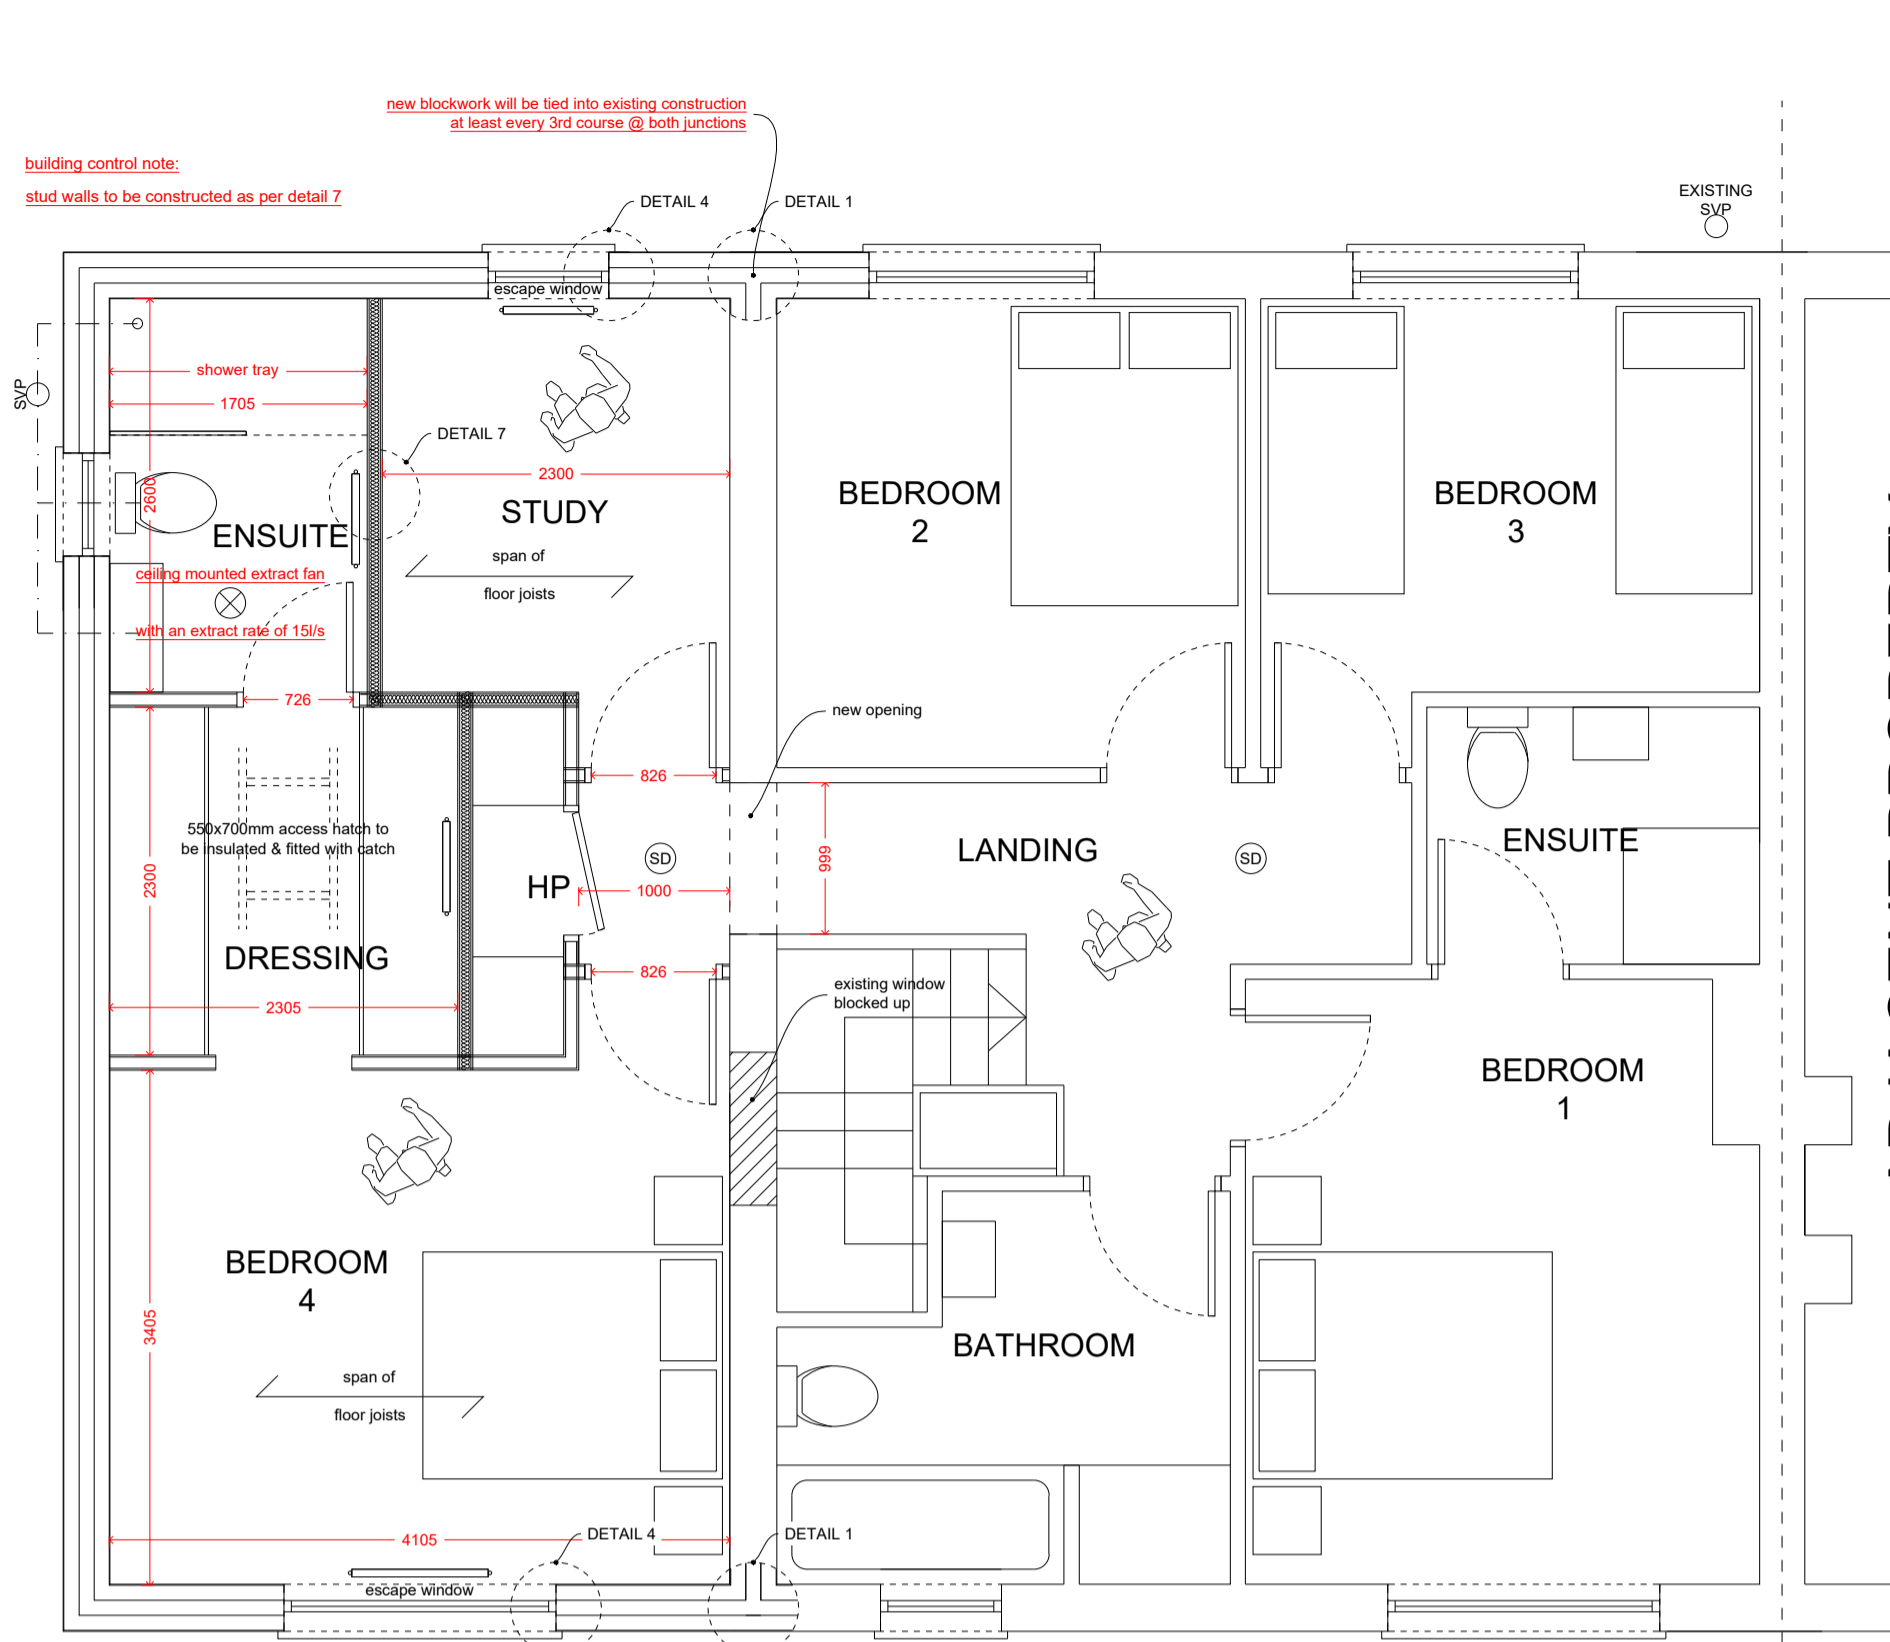 new blockwork will be tied into existing construction
at least every 3rd course @ both junctions
building control note:
stud walls to be constructed as per detail 7
DETAIL 4
DETAIL 1
EXISTING
SVP
escape window
SVP
shower tray
1705
DETAIL 7
2600
2300
ENSUITE
STUDY
BEDROOM
2
BEDROOM
3
span of
floor joists
ceiling mounted extract fan
with an extract rate of 15l/s
726
new opening
826
550x700mm access hatch to
be insulated & fitted with catch
2300
HP
SD
1000
999
LANDING
SD
ENSUITE
DRESSING
826
2305
existing window
blocked up
BEDROOM
1
BEDROOM
4
3405
BATHROOM
span of
floor joists
4105
DETAIL 4
DETAIL 1
escape window